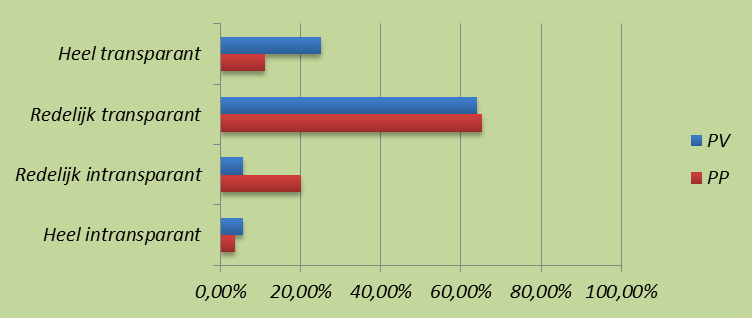 Heel transparant
Redelijk transparant
Redelijk intransparant
Heel intransparant
PV
PP
0,00% 20,00% 40,00% 60,00% 80,00% 100,00%